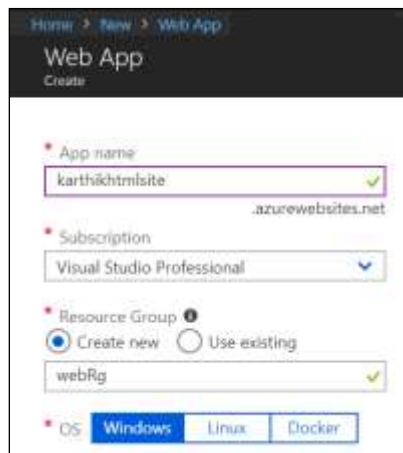 Home > New > Web App
Web App
Create
* App name
karthikhtmlsite
.azurewebsites.net
* Subscription
Visual Studio Professional
* Resource Group
Create new Use existing
webRg
* OS Windows Linux Docker